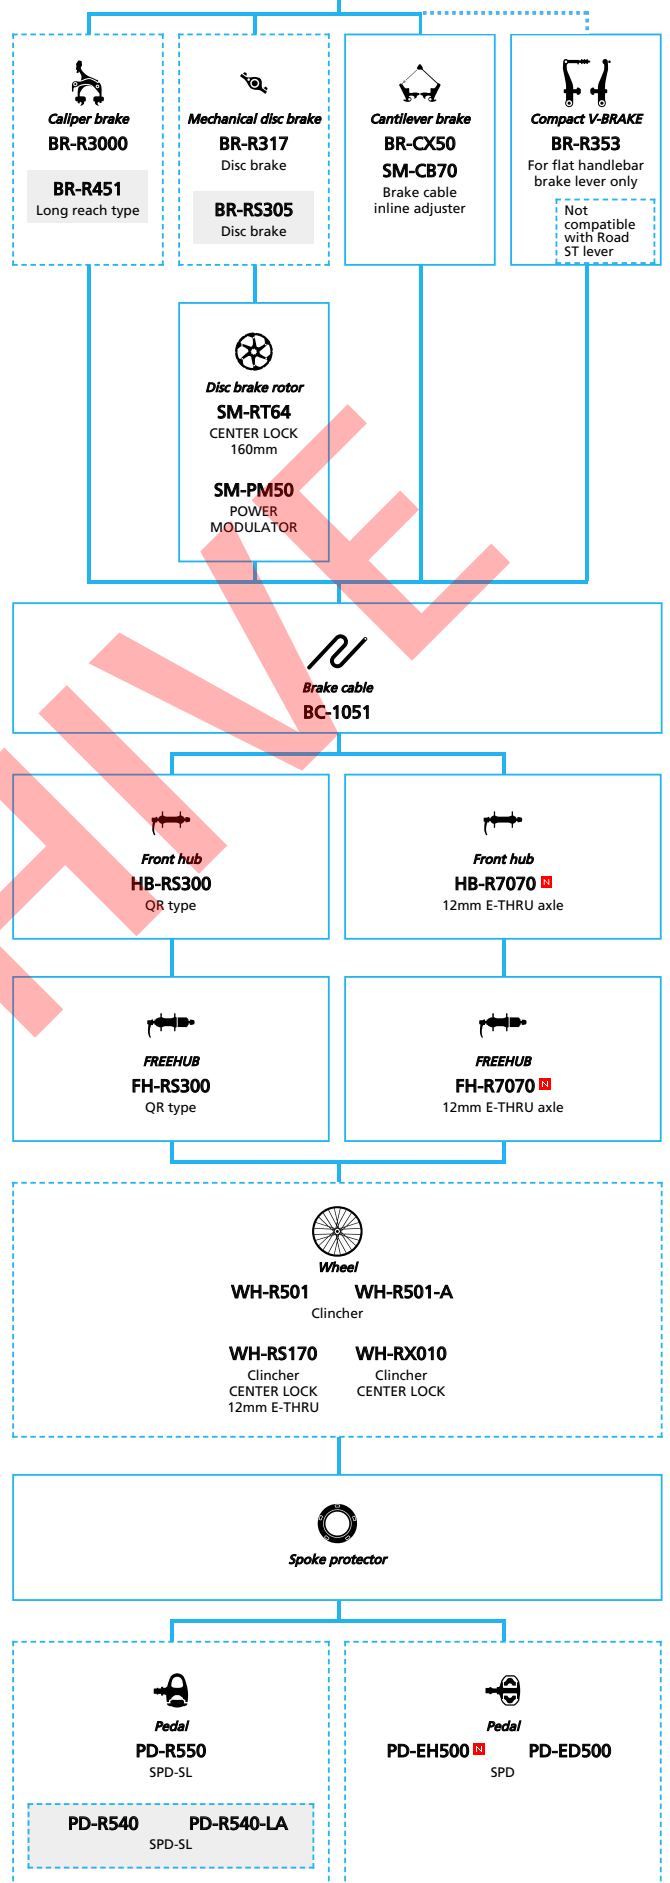 Caliper brake
BR-R3000
BR-R451
Long reach type
Mechanical disc brake
BR-R317
Disc brake
BR-RS305
Disc brake
Cantilever brake
BR-CX50
SM-CB70
Brake cable
inline adjuster
Compact V-BRAKE
BR-R353
For flat handlebar
brake lever only
Not
compatible
with Road
ST lever
Disc brake rotor
SM-RT64
CENTER LOCK
160mm
SM-PM50
POWER
MODULATOR
Brake cable
BC-1051
Front hub
HB-RS300
QR type
Front hub
HB-R7070 N
12mm E-THRU axle
FREEHUB
FH-RS300
QR type
FREEHUB
FH-R7070 N
12mm E-THRU axle
Wheel
WH-R501 WH-R501-A
Clincher
WH-RS170
Clincher
CENTER LOCK
12mm E-THRU
WH-RX010
Clincher
CENTER LOCK
Spoke protector
Pedal
PD-R550
SPD-SL
PD-R540 PD-R540-LA
SPD-SL
Pedal
PD-EH500 N PD-ED500
SPD
HIVE